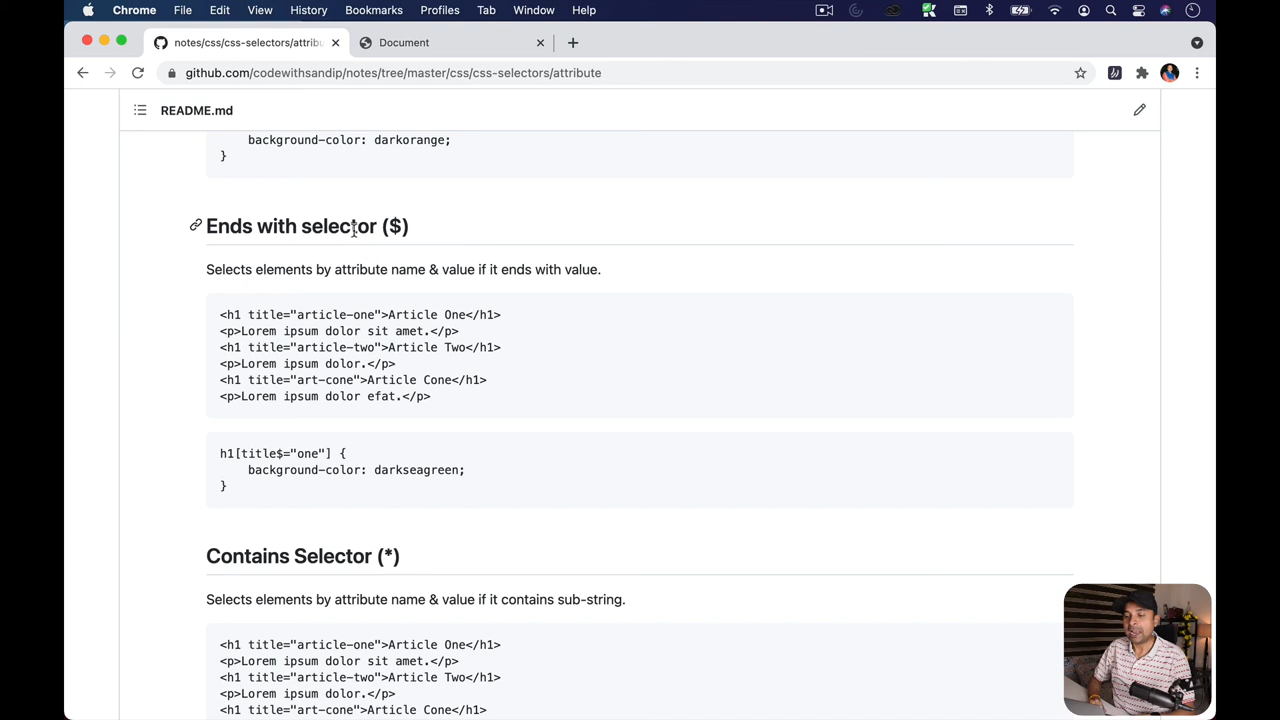 Chrome File Edit View History Bookmarks Profiles Tab Window Help
notes/css/css-selectors/attribu
Document
github.com/codewithsandip/notes/tree/master/css/css-selectors/attribute
README.md
background-color: darkorange;
}
Ends with selector ($)
Selects elements by attribute name & value if it ends with value.
<h1 title="article-one">Article One</h1>
<p>Lorem ipsum dolor sit amet.</p>
<h1 title="article-two">Article Two</h1>
<p>Lorem ipsum dolor.</p>
<h1 title="art-cone">Article Cone</h1>
<p>Lorem ipsum dolor efat.</p>
h1[title$="one"] {
background-color: darkseagreen;
}
Contains Selector (*)
Selects elements by attribute name & value if it contains sub-string.
<h1 title="article-one">Article One</h1>
<p>Lorem ipsum dolor sit amet.</p>
<h1 title="article-two">Article Two</h1>
<p>Lorem ipsum dolor.</p>
<h1 title="art-cone">Article Cone</h1>